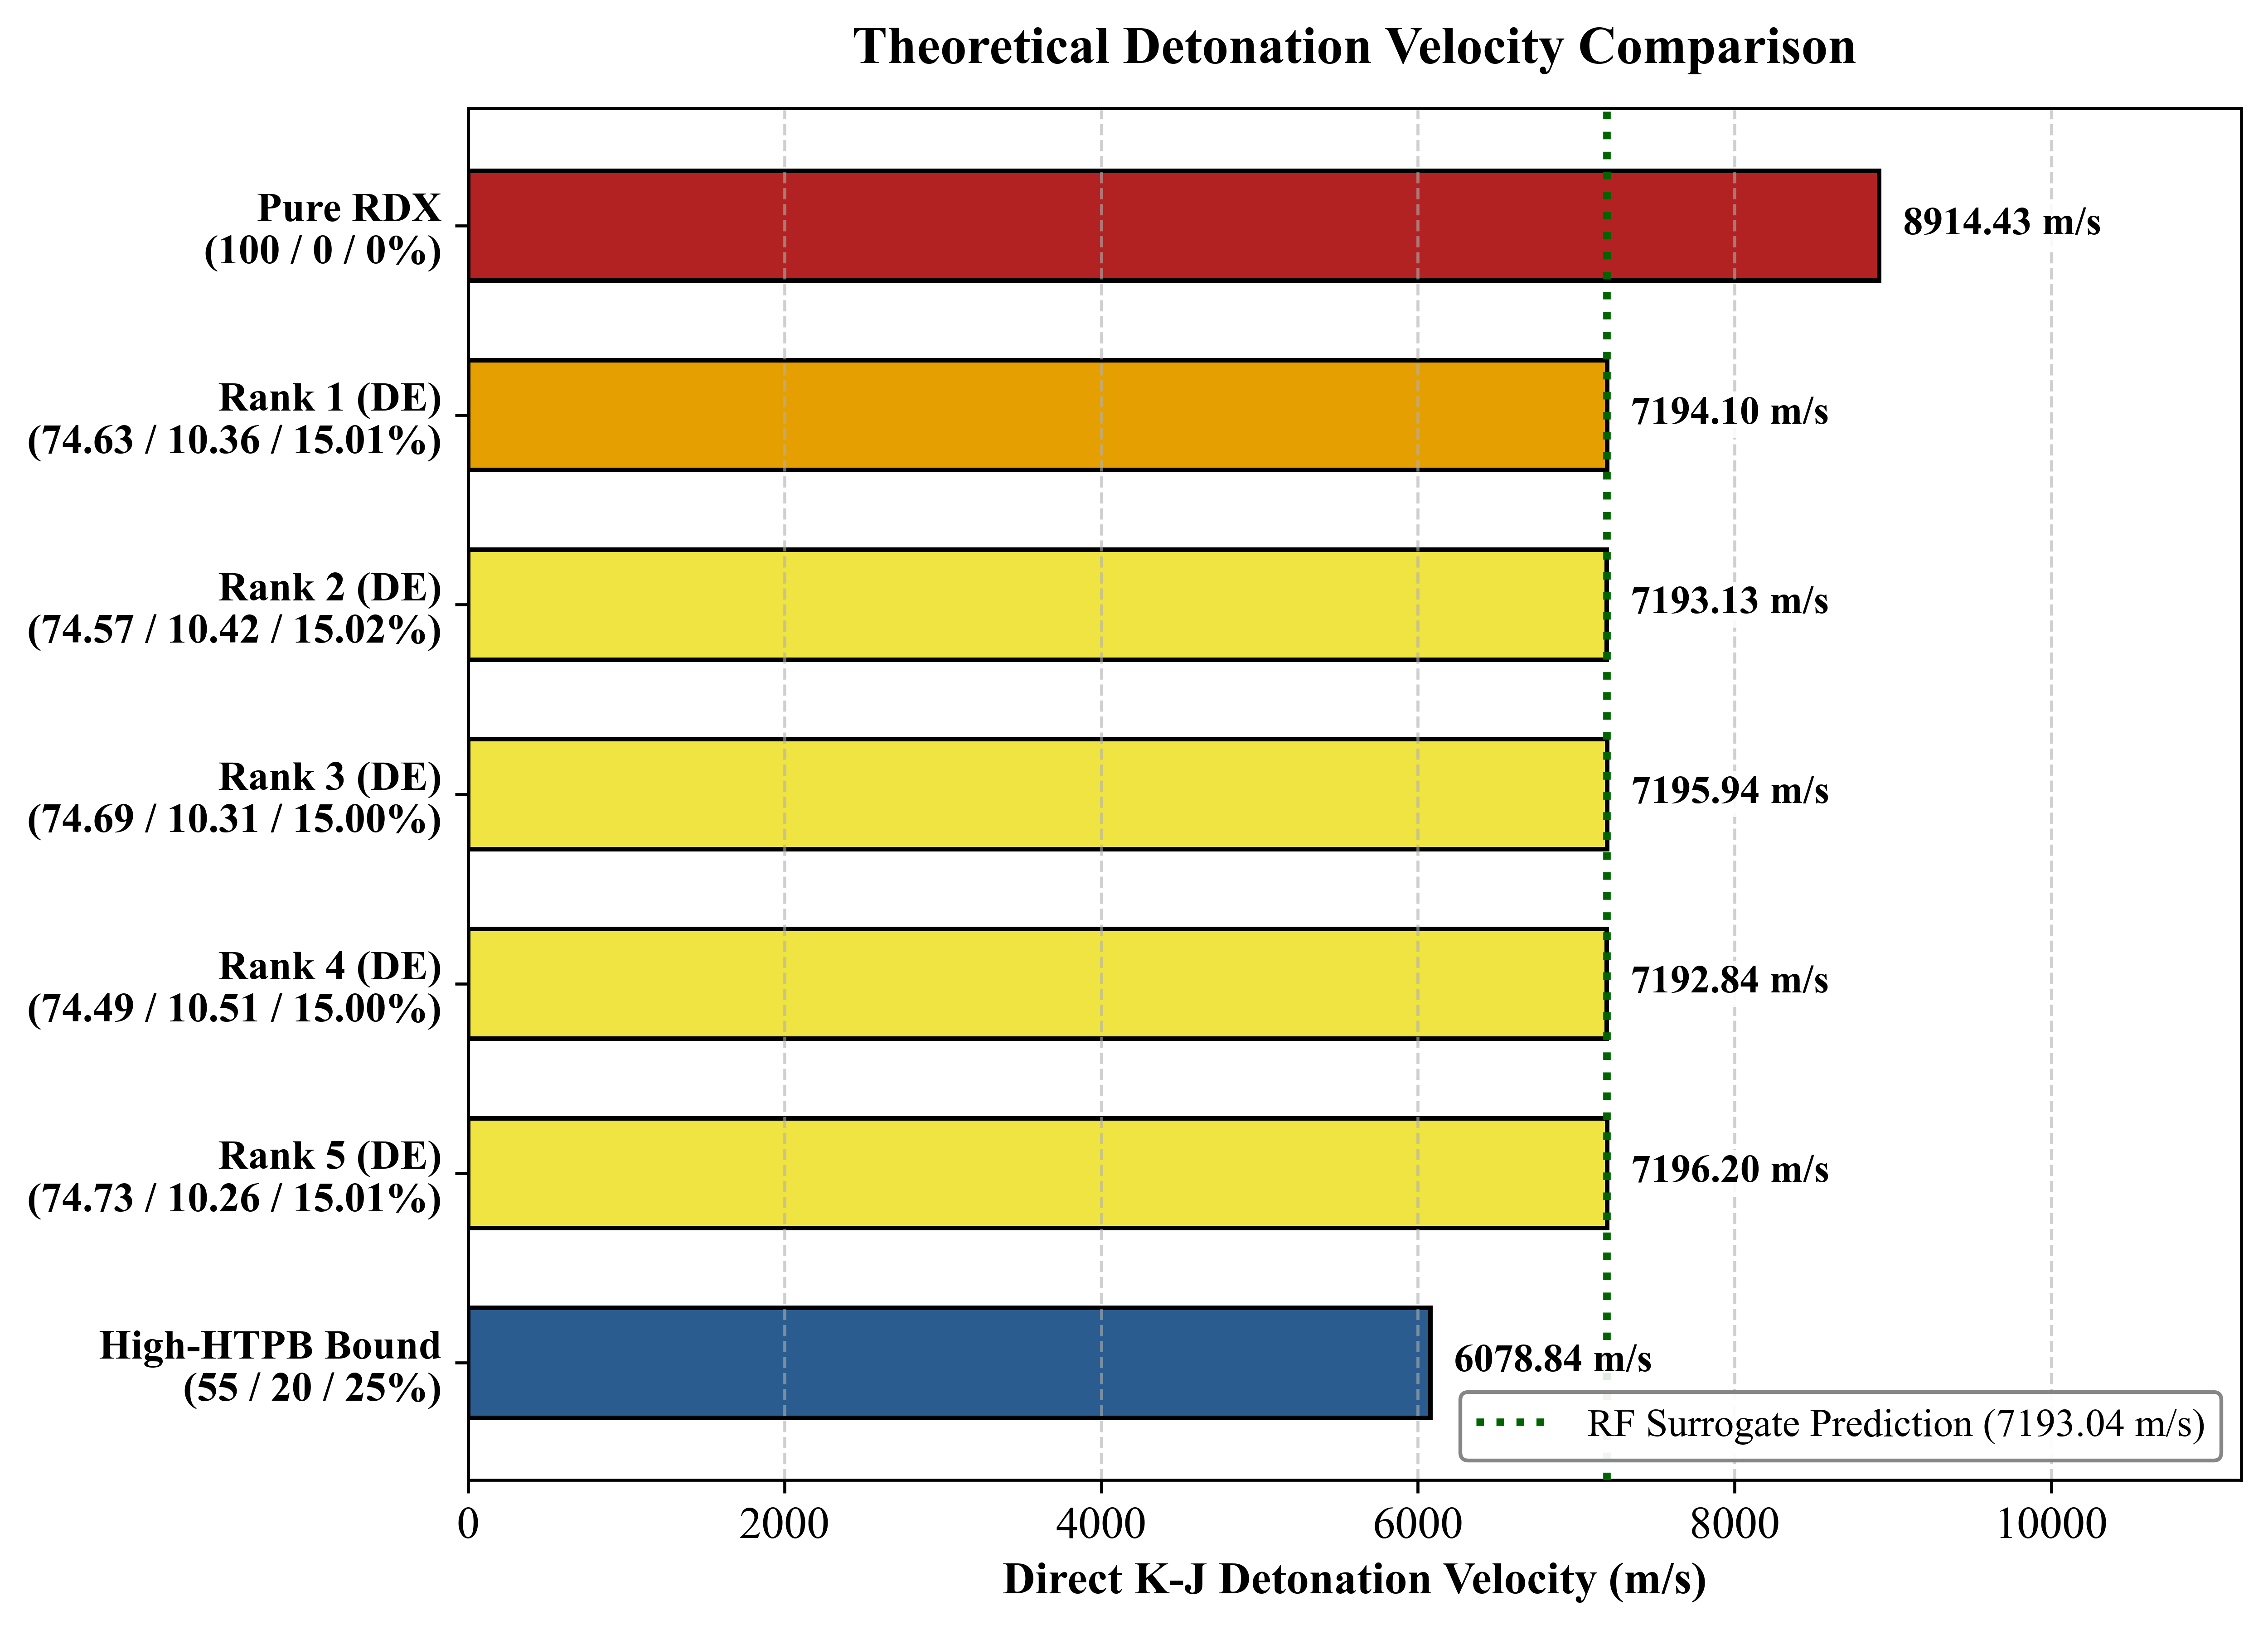 Theoretical Detonation Velocity Comparison
Pure RDX
(100 / 0 / 0%)
8914.43 m/s
Rank 1 (DE)
(74.63 / 10.36 / 15.01%)
7194.10 m/s
Rank 2 (DE)
(74.57 / 10.42 / 15.02%)
7193.13 m/s
Rank 3 (DE)
(74.69 / 10.31 / 15.00%)
7195.94 m/s
Rank 4 (DE)
(74.49 / 10.51 / 15.00%)
7192.84 m/s
Rank 5 (DE)
(74.73 / 10.26 / 15.01%)
7196.20 m/s
High-HTPB Bound
(55 / 20 / 25%)
6078.84 m/s
RF Surrogate Prediction (7193.04 m/s)
0 2000 4000 6000 8000 10000
Direct K-J Detonation Velocity (m/s)